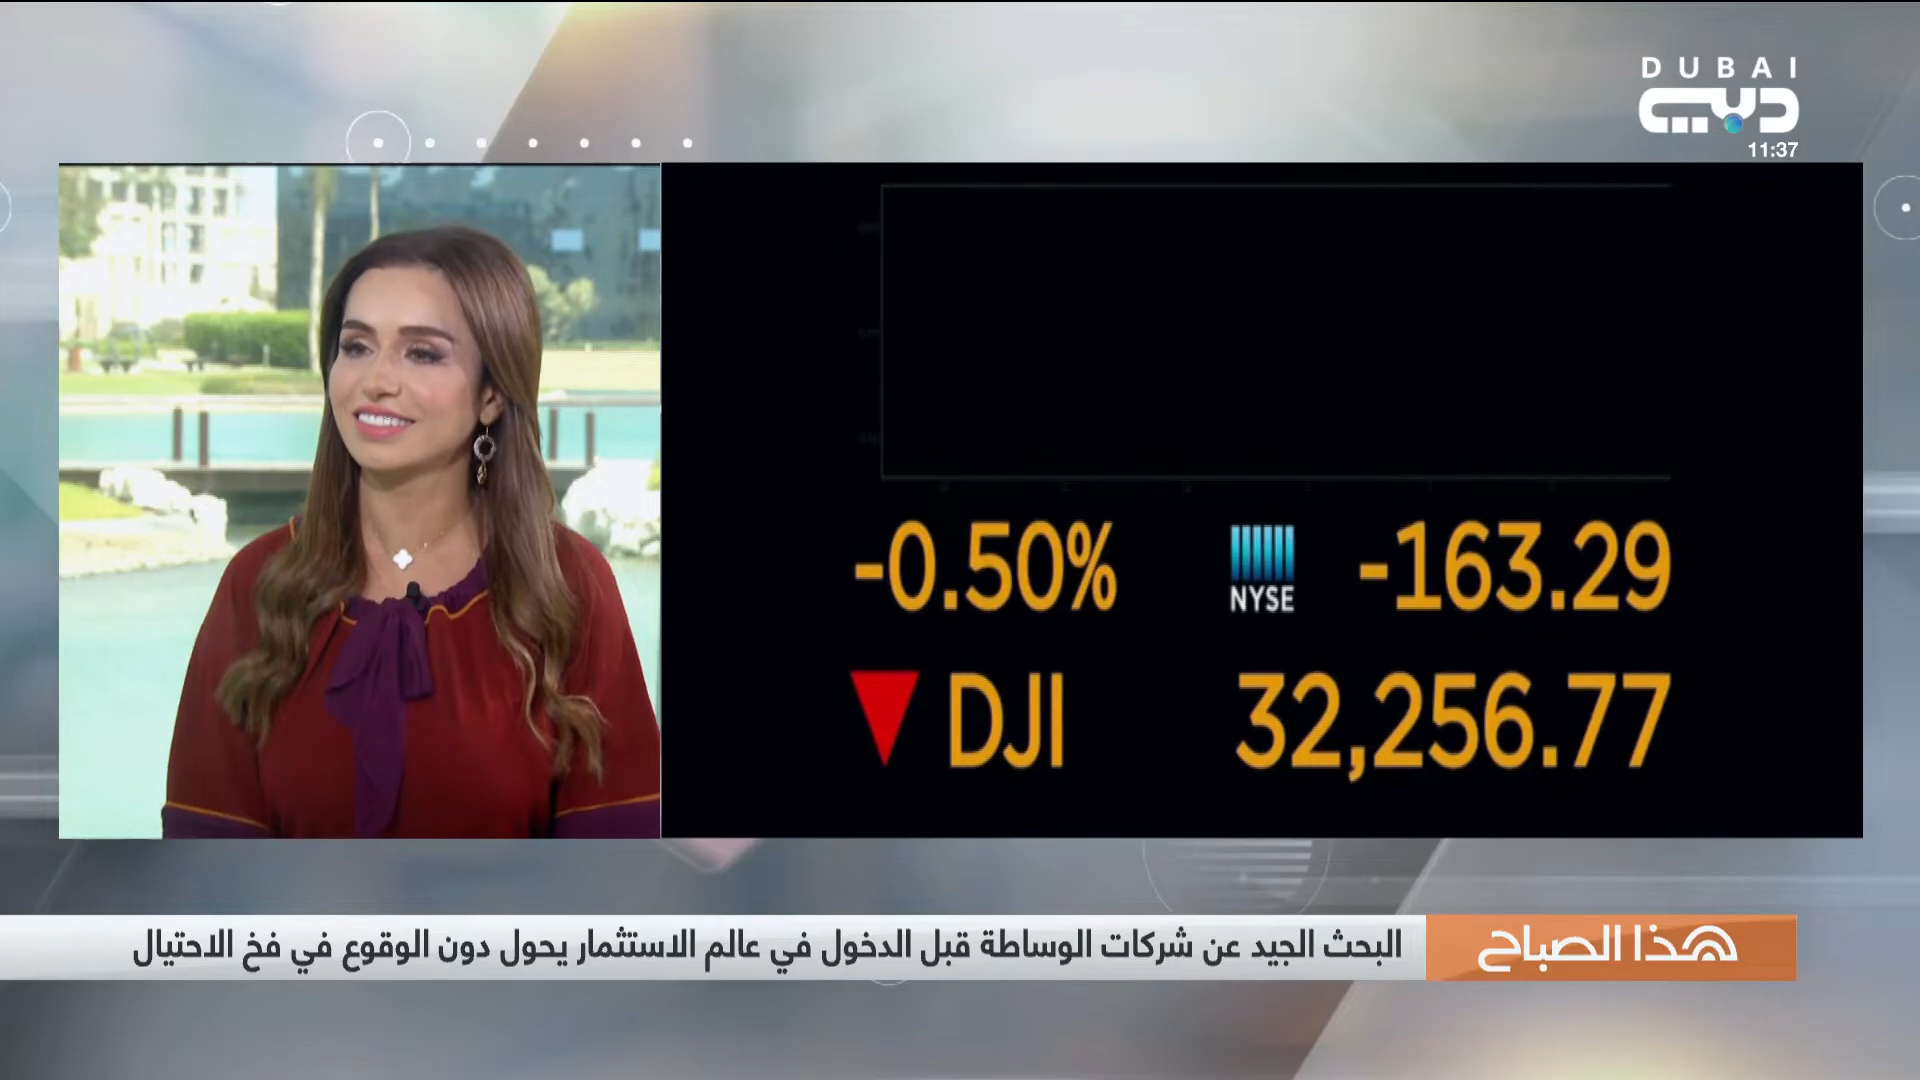 DUBAI
دبي
11:37
-0.50%
NYSE
-163.29
DJI
32,256.77
هذا الصباح
البحث الجيد عن شركات الوساطة قبل الدخول في عالم الاستثمار يحول دون الوقوع في فخ الاحتيال